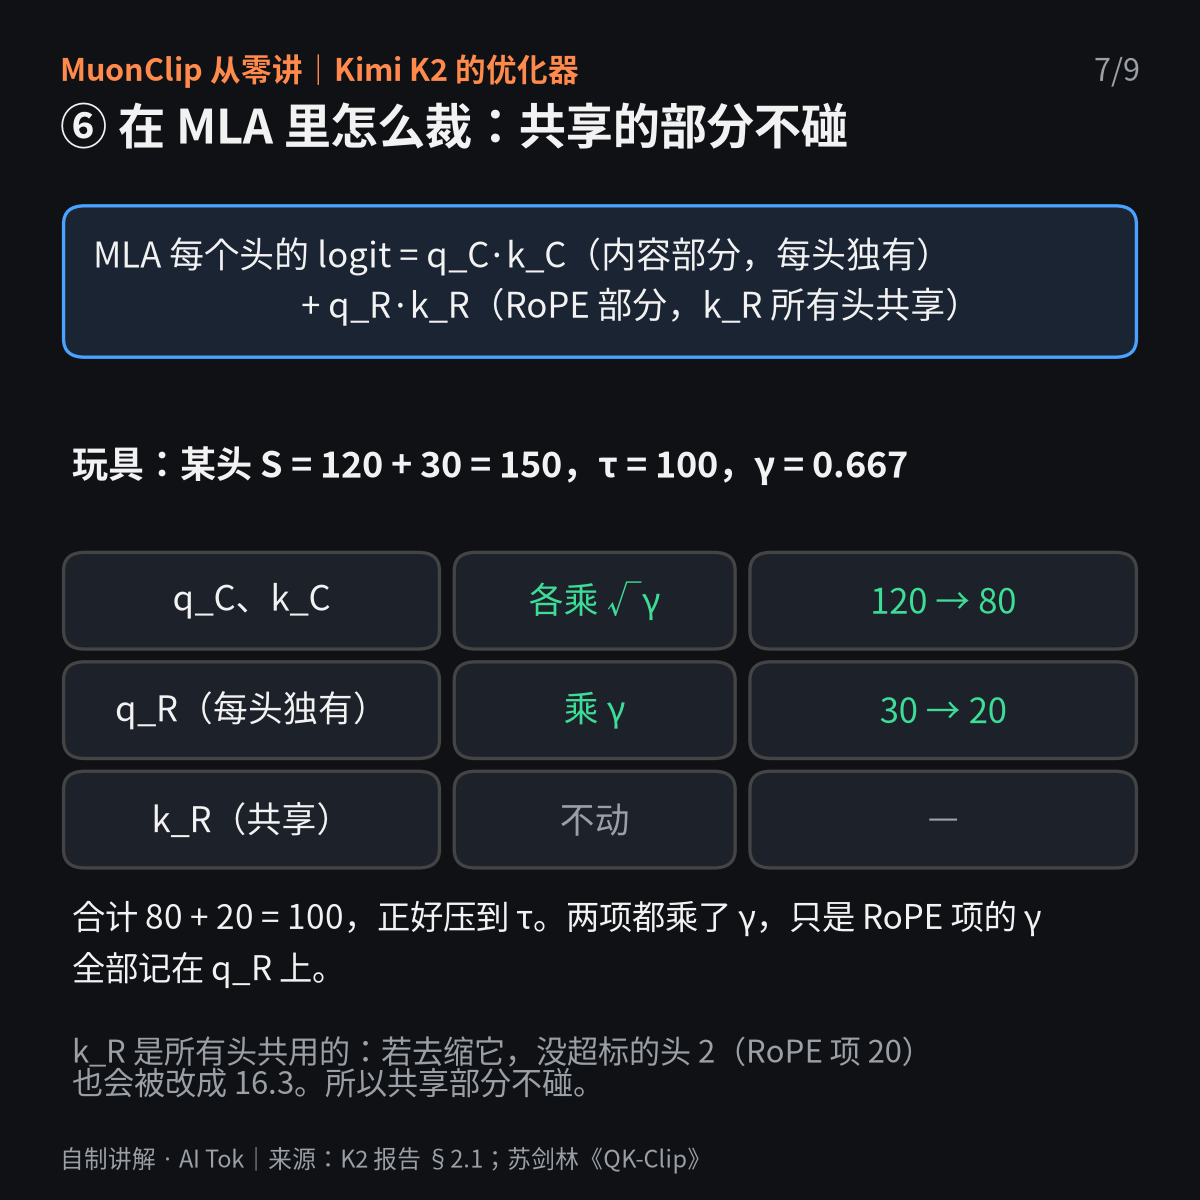 MuonClip 从零讲｜Kimi K2 的优化器
7/9
⑥ 在 MLA 里怎么裁：共享的部分不碰
MLA 每个头的 logit = q_C·k_C（内容部分，每头独有）
+ q_R·k_R（RoPE 部分，k_R 所有头共享）
玩具：某头 S = 120 + 30 = 150，τ = 100，γ = 0.667
q_C、k_C
各乘 √γ
120 → 80
q_R（每头独有）
乘 γ
30 → 20
k_R（共享）
不动
—
合计 80 + 20 = 100，正好压到 τ。两项都乘了 γ，只是 RoPE 项的 γ
全部记在 q_R 上。
k_R 是所有头共用的：若去缩它，没超标的头 2（RoPE 项 20）
也会被改成 16.3。所以共享部分不碰。
自制讲解 · AI Tok｜来源：K2 报告 §2.1；苏剑林《QK-Clip》